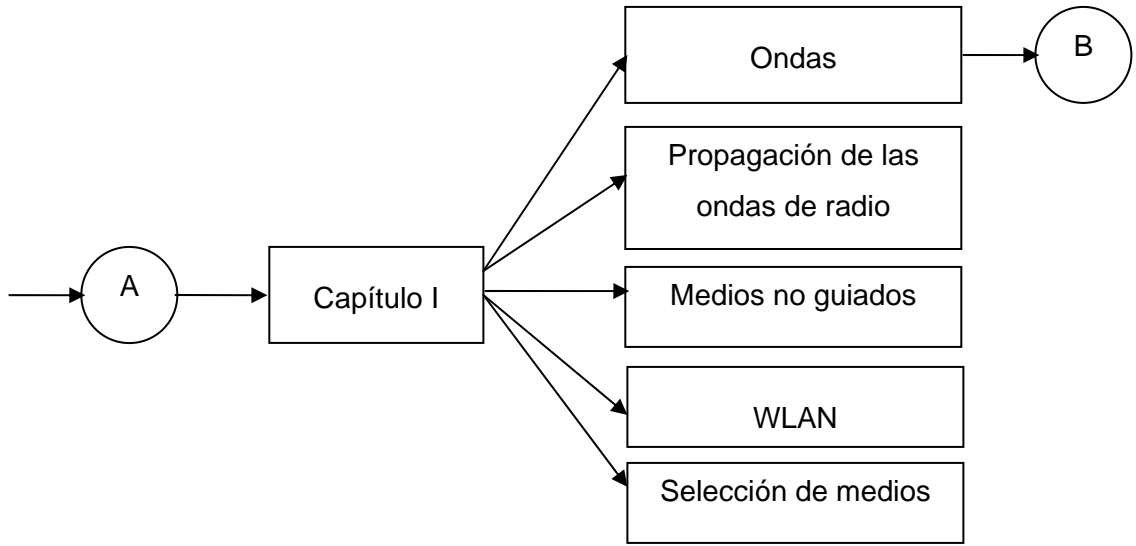 A
Capítulo I
Ondas
B
Propagación de las
ondas de radio
Medios no guiados
WLAN
Selección de medios